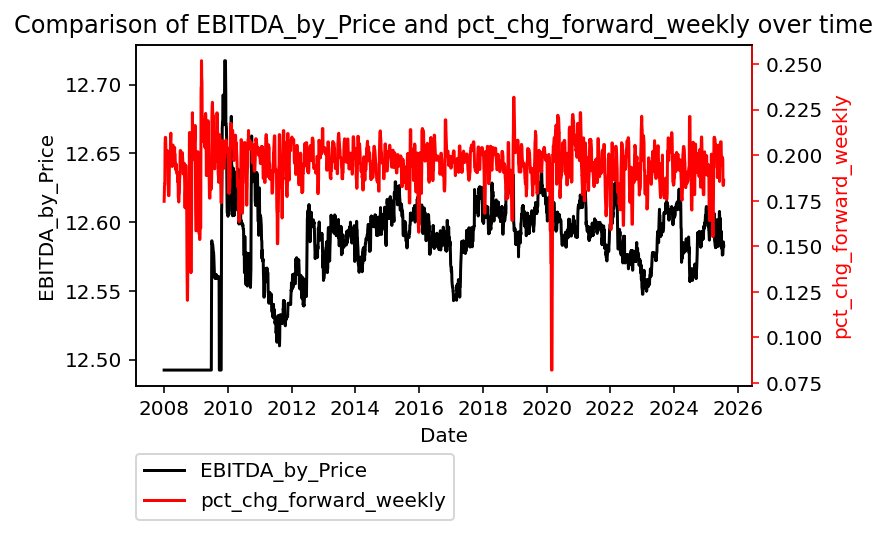 Comparison of EBITDA_by_Price and pct_chg_forward_weekly over time
EBITDA_by_Price
12.70
12.65
12.60
12.55
12.50
0.250
0.225
0.200
0.175
0.150
0.125
0.100
0.075
pct_chg_forward_weekly
2008 2010 2012 2014 2016 2018 2020 2022 2024 2026
Date
EBITDA_by_Price
pct_chg_forward_weekly